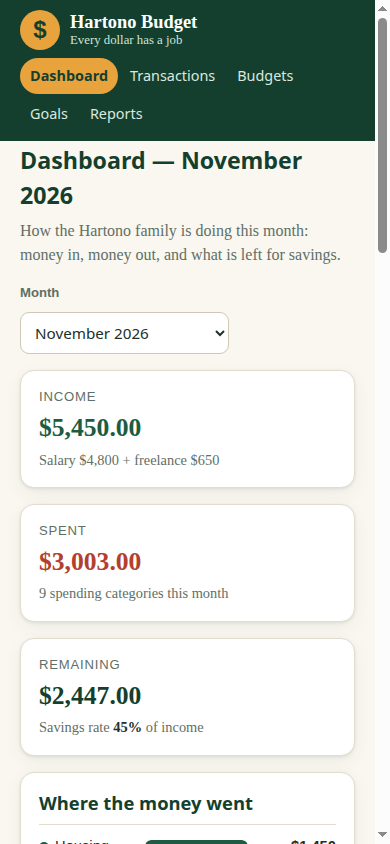 $
Hartono Budget
Every dollar has a job
Dashboard Transactions Budgets
Goals Reports
Dashboard — November
2026
How the Hartono family is doing this month:
money in, money out, and what is left for savings.
Month
November 2026
INCOME
$5,450.00
Salary $4,800 + freelance $650
SPENT
$3,003.00
9 spending categories this month
REMAINING
$2,447.00
Savings rate 45% of income
Where the money went
Housing $1,450